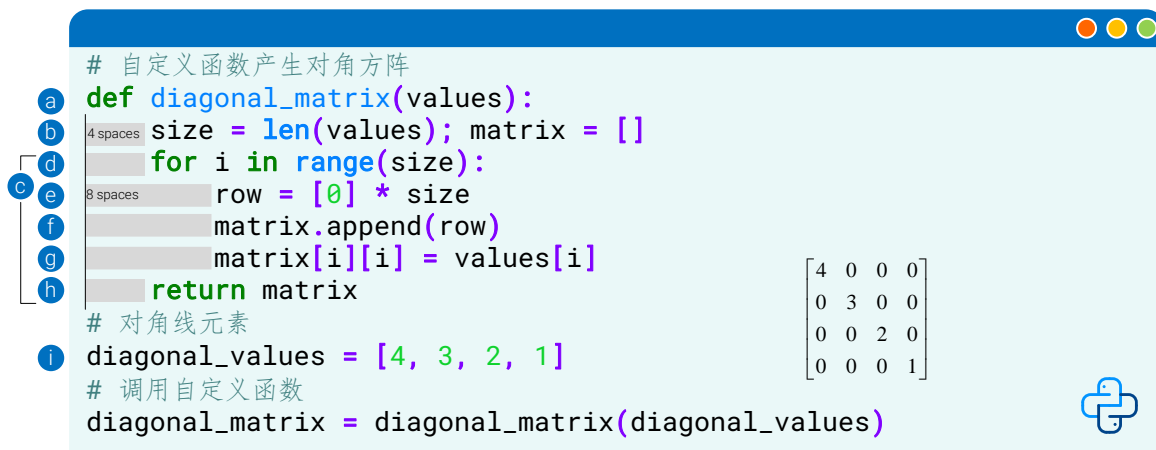 # 自定义函数产生对角方阵
a def diagonal_matrix(values):
b 4 spaces size = len(values); matrix = []
c
d for i in range(size):
e 8 spaces row = [0] * size
f matrix.append(row)
g matrix[i][i] = values[i]
h return matrix
# 对角线元素
i diagonal_values = [4, 3, 2, 1]
# 调用自定义函数
diagonal_matrix = diagonal_matrix(diagonal_values)
4 0 0 0
0 3 0 0
0 0 2 0
0 0 0 1